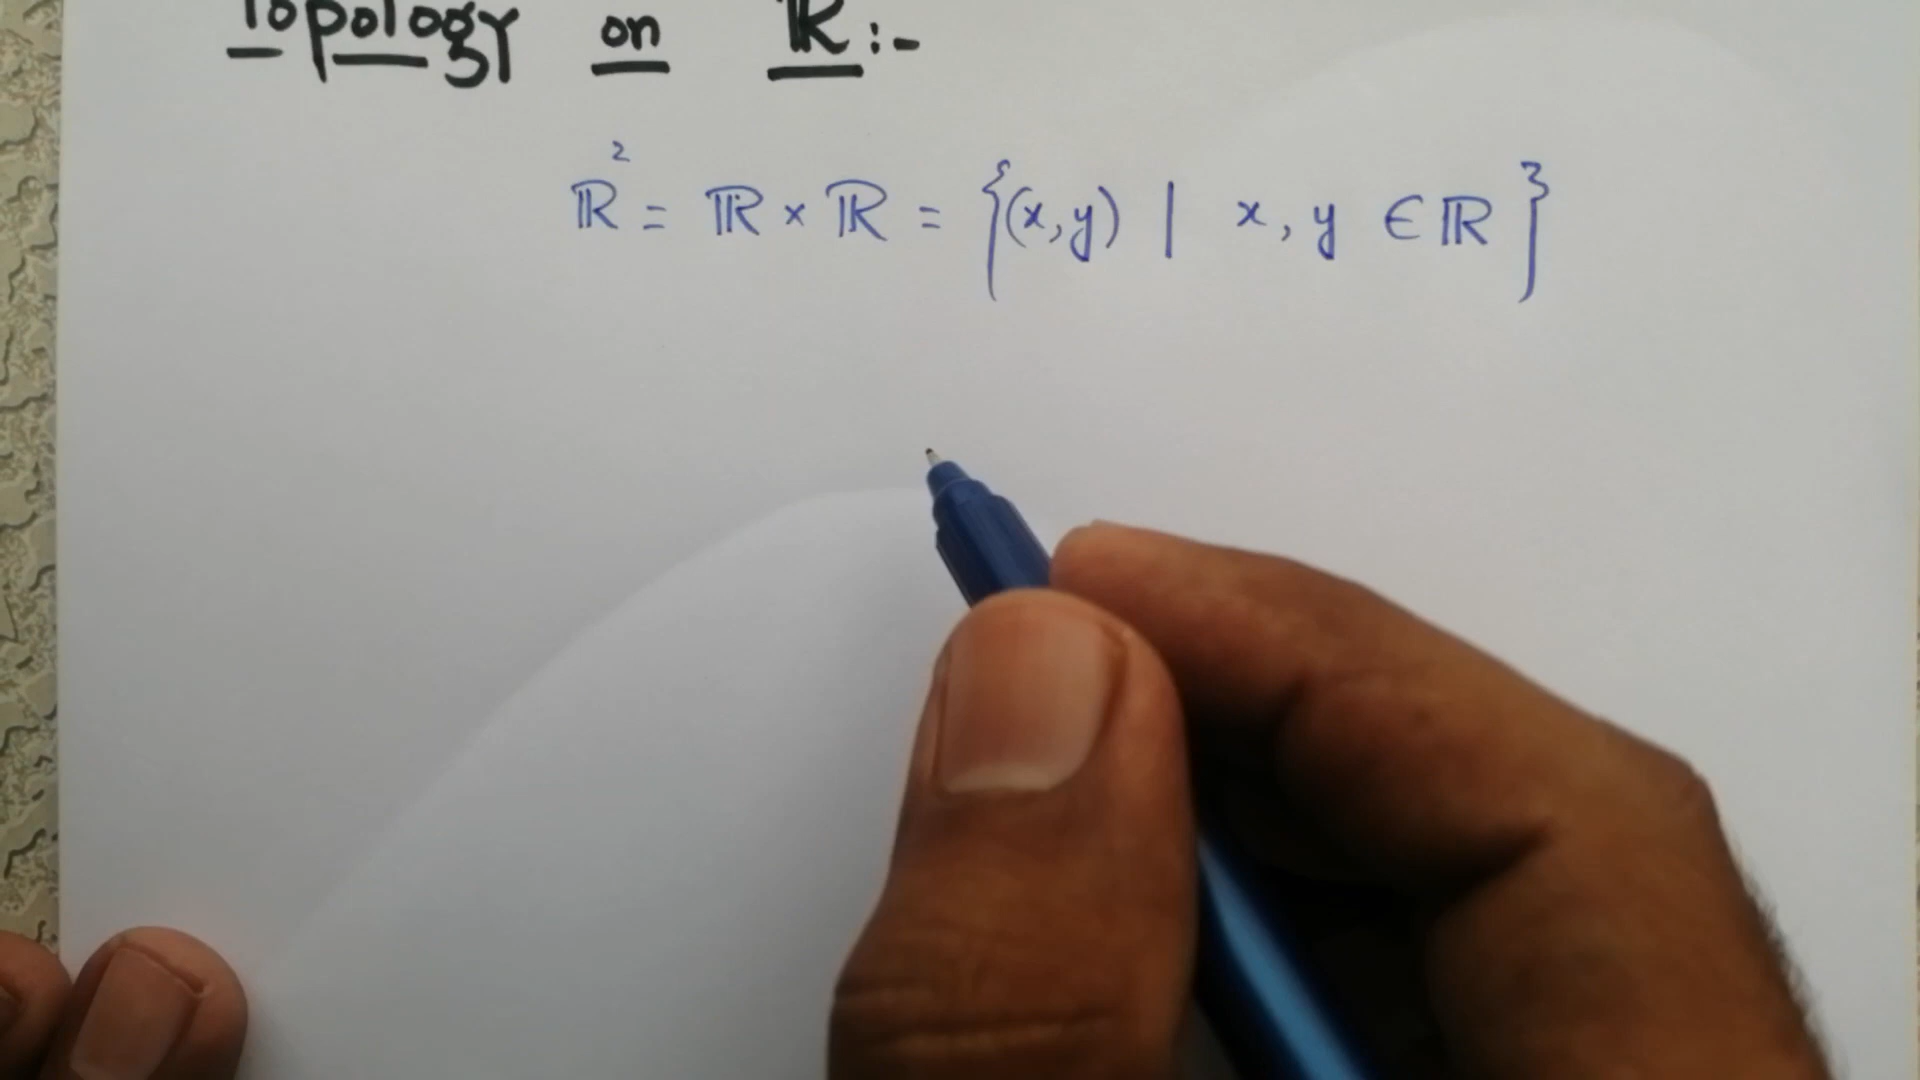 Topology on ℝ:-
ℝ² = ℝ × ℝ = {(x,y) | x, y ∈ ℝ}